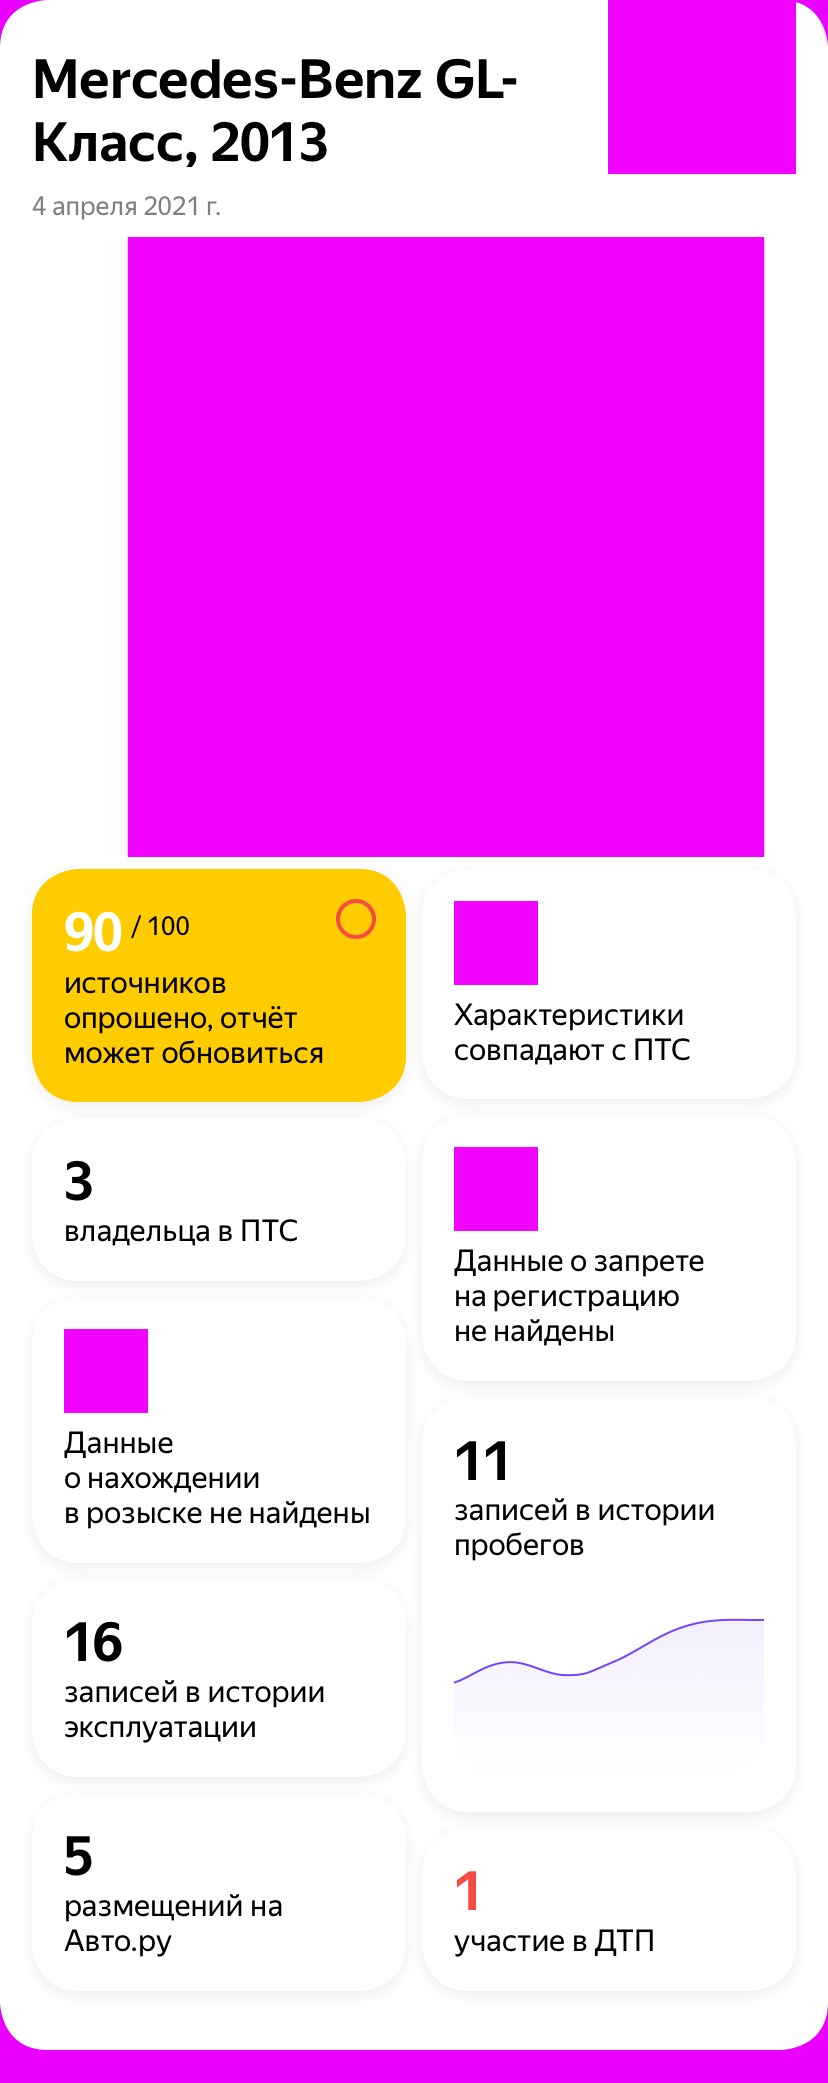 Mercedes-Benz GL-
Класс, 2013
4 апреля 2021 г.
90 / 100
источников
опрошено, отчёт
может обновиться
Характеристики
совпадают с ПТС
3
владельца в ПТС
Данные о запрете
на регистрацию
не найдены
Данные
о нахождении
в розыске не найдены
11
записей в истории
пробегов
16
записей в истории
эксплуатации
5
размещений на
Авто.ру
1
участие в ДТП